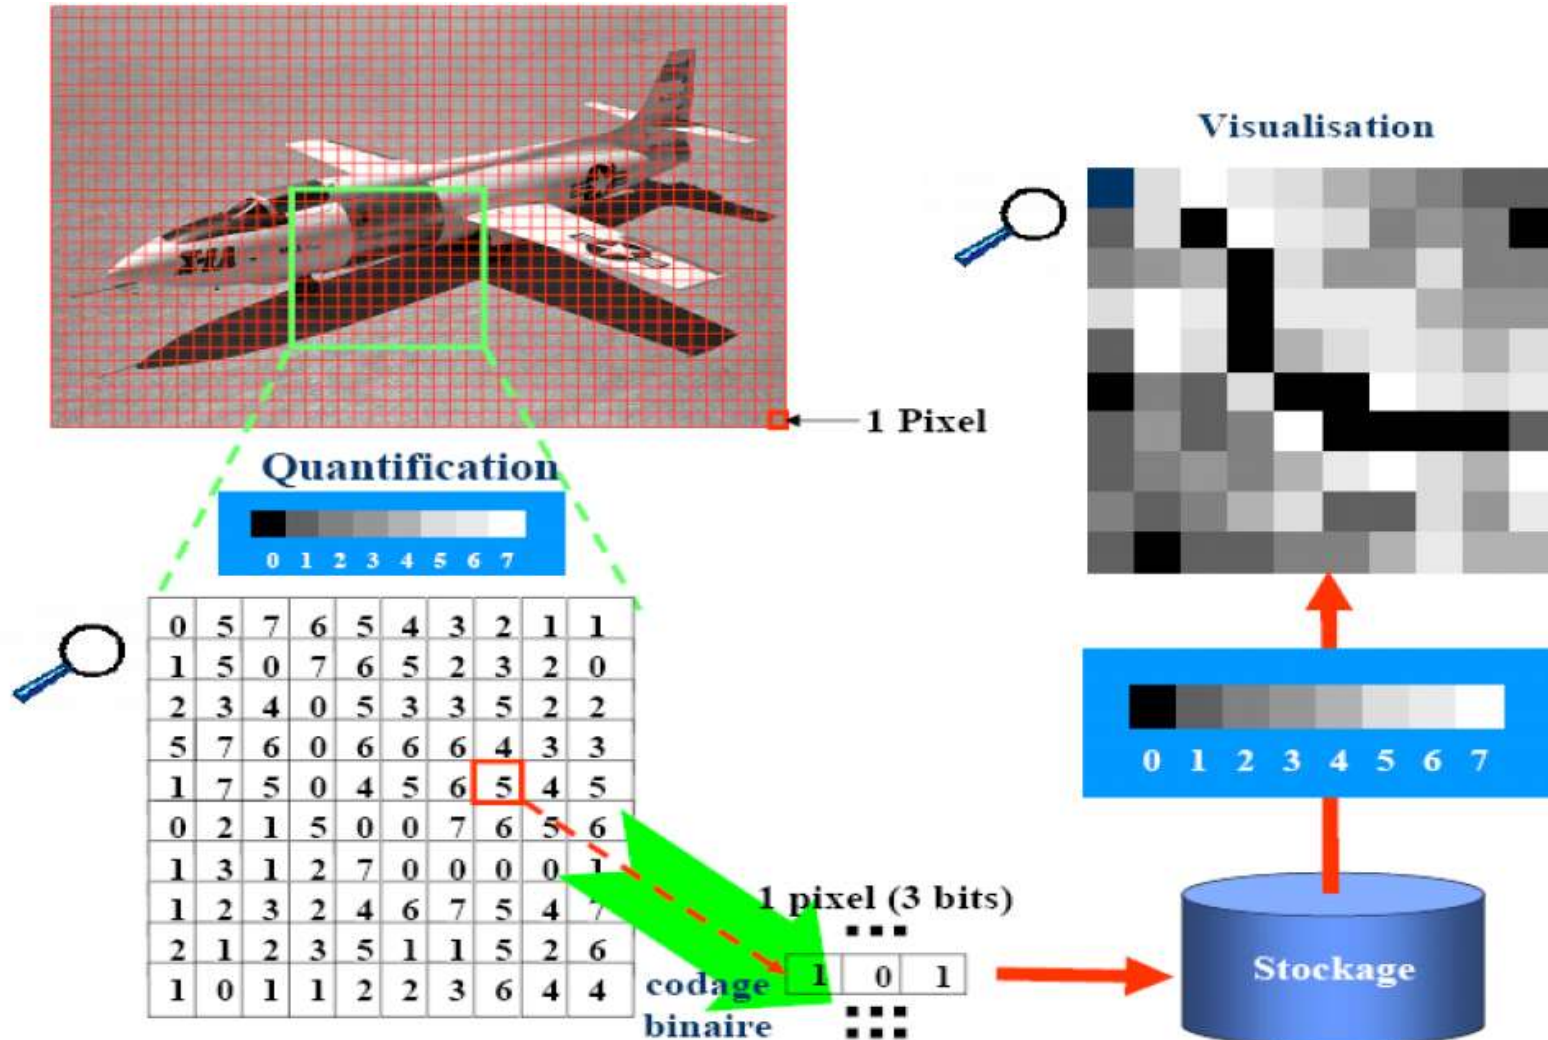 Visualisation
X-1A
1 Pixel
Quantification
0 1 2 3 4 5 6 7
0 5 7 6 5 4 3 2 1 1
1 5 0 7 6 5 2 3 2 0
2 3 4 0 5 3 3 5 2 2
5 7 6 0 6 6 6 4 3 3
1 7 5 0 4 5 6 5 4 5
0 2 1 5 0 0 7 6 5 6
1 3 1 2 7 0 0 0 0 1
1 2 3 2 4 6 7 5 4 7
2 1 2 3 5 1 1 5 2 6
1 0 1 1 2 2 3 6 4 4
0 1 2 3 4 5 6 7
1 pixel (3 bits)
1 0 1
codage
binaire
Stockage